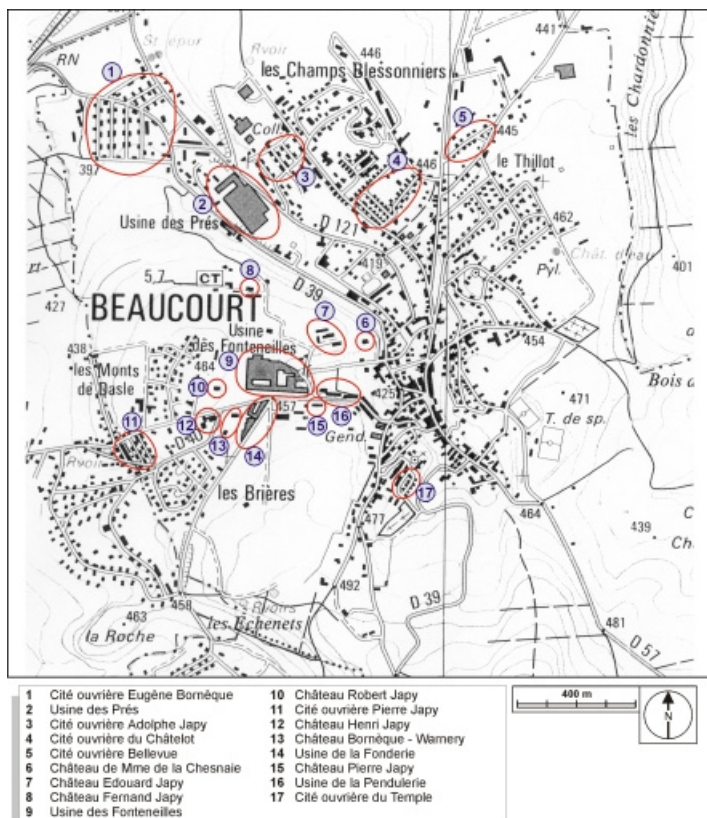 RN
St épur
1
397
Rvoir
446
les Champs Blessonniers
441
les Chardonnie
Coll.
3
5
445
4
446
le Thillot
2
Usine des Prés
D 121
462
Chât. d'eau
Pyl.
401
419
5,7
CT
8
D 39
427
BEAUCOURT
7
6
Usine
des Fonteneilles
454
438
464
9
les Monts
de Dasle
10
425
471
Bois d
457
15
16
T. de sp.
11
12
13
D 40
14
Gend.
Rvoir
les Brières
17
477
464
439
C
Ch
492
D 39
458
463
Rvoirs
les Echenets
la Roche
481
D 57
1 Cité ouvrière Eugène Bornèque
2 Usine des Prés
3 Cité ouvrière Adolphe Japy
4 Cité ouvrière du Châtelot
5 Cité ouvrière Bellevue
6 Château de Mme de la Chesnaie
7 Château Edouard Japy
8 Château Fernand Japy
9 Usine des Fonteneilles
10 Château Robert Japy
11 Cité ouvrière Pierre Japy
12 Château Henri Japy
13 Château Bornèque - Warnery
14 Usine de la Fonderie
15 Château Pierre Japy
16 Usine de la Pendulerie
17 Cité ouvrière du Temple
400 m
N